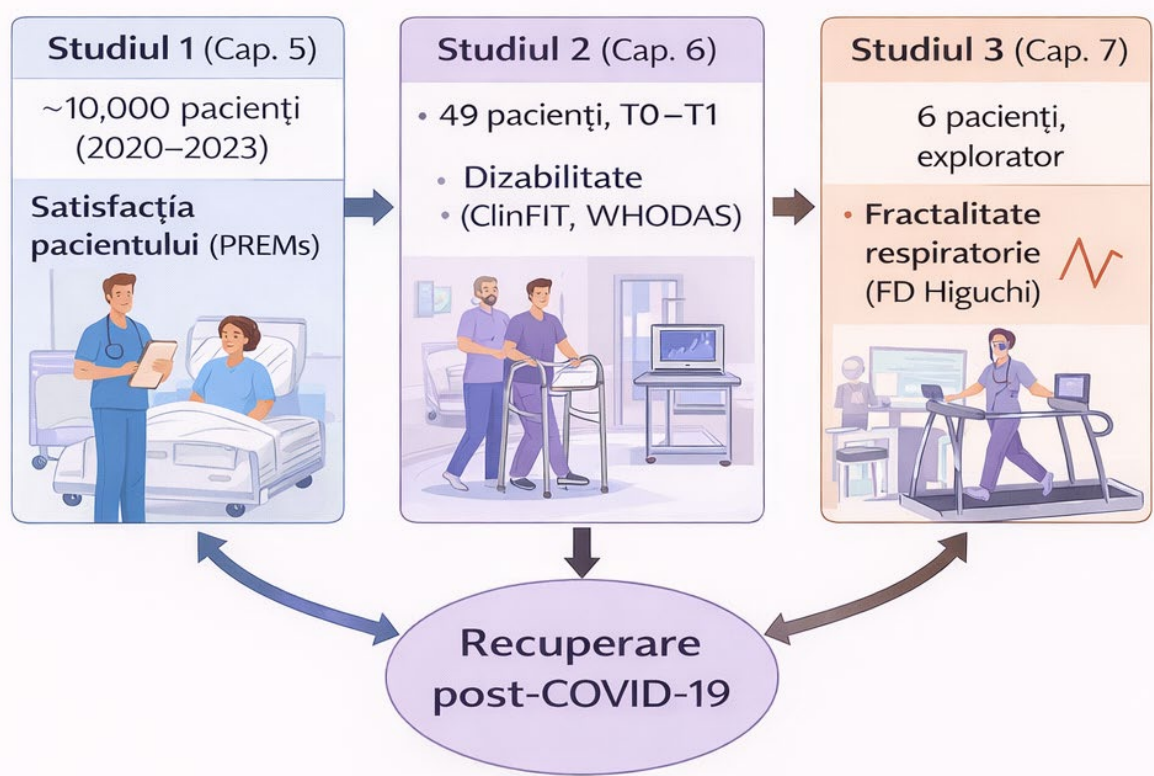 Studiul 1 (Cap. 5)
~10,000 pacienți
(2020–2023)
Satisfacţía
pacientului (PREMs)
Studiul 2 (Cap. 6)
• 49 pacienți, T0–T1
• Dizabilitate
• (ClinFIT, WHODAS)
Studiul 3 (Cap. 7)
6 pacienți,
explorator
• Fractalitate
respiratorie
(FD Higuchi)
Recuperare
post-COVID-19